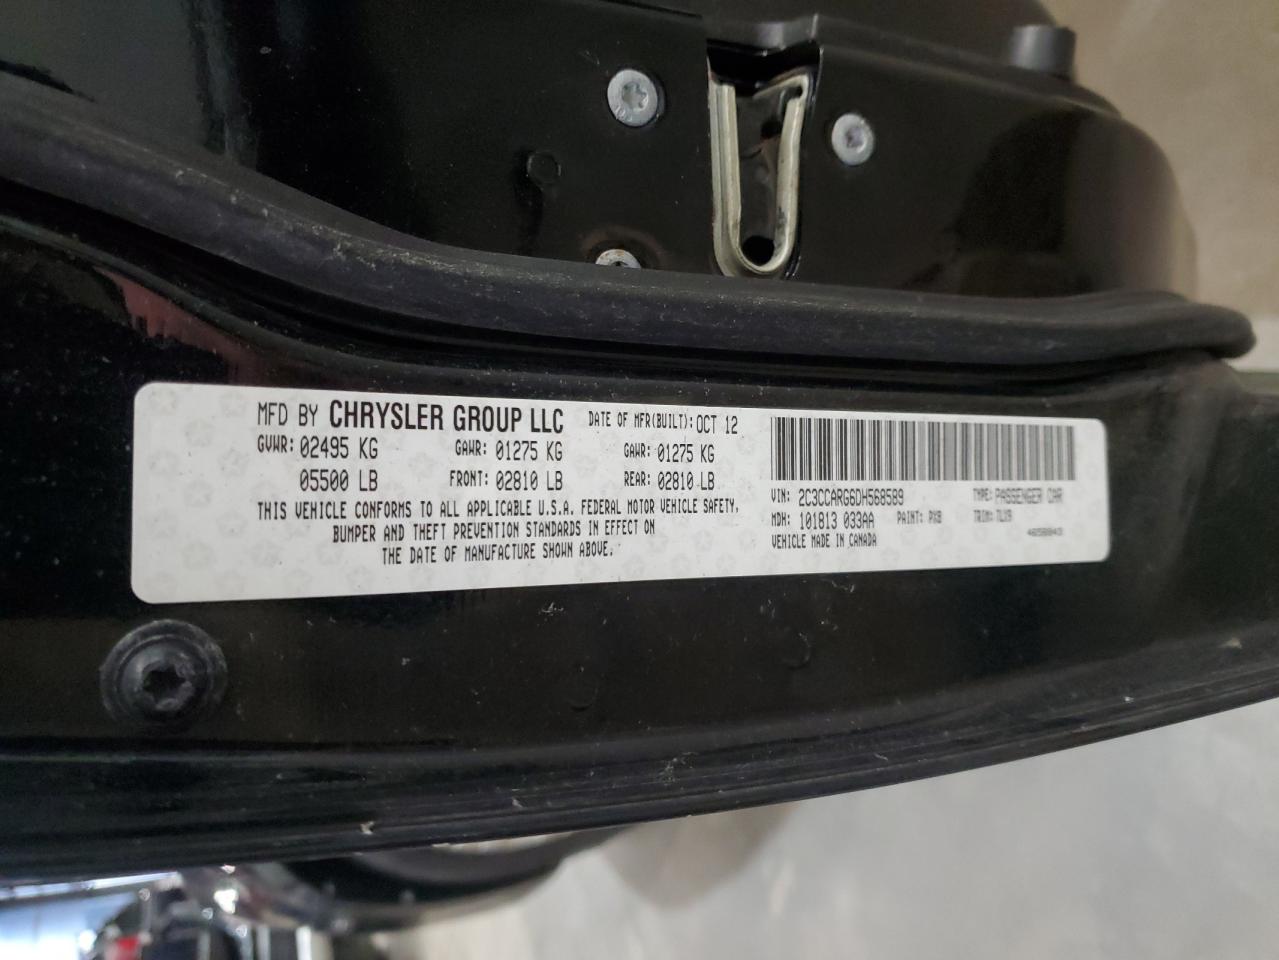 MFD BY CHRYSLER GROUP LLC DATE OF MFR(BUILT): OCT 12
GVWR: 02495 KG GAWR: 01275 KG GAWR: 01275 KG
05500 LB FRONT: 02810 LB REAR: 02810 LB
THIS VEHICLE CONFORMS TO ALL APPLICABLE U.S.A. FEDERAL MOTOR VEHICLE SAFETY,
BUMPER AND THEFT PREVENTION STANDARDS IN EFFECT ON
THE DATE OF MANUFACTURE SHOWN ABOVE.
VIN: 2C3CCARG6DH568589 TYPE: PASSENGER CAR
MDH: 101813 033AA PAINT: PX8 TRIM: TLX9
VEHICLE MADE IN CANADA